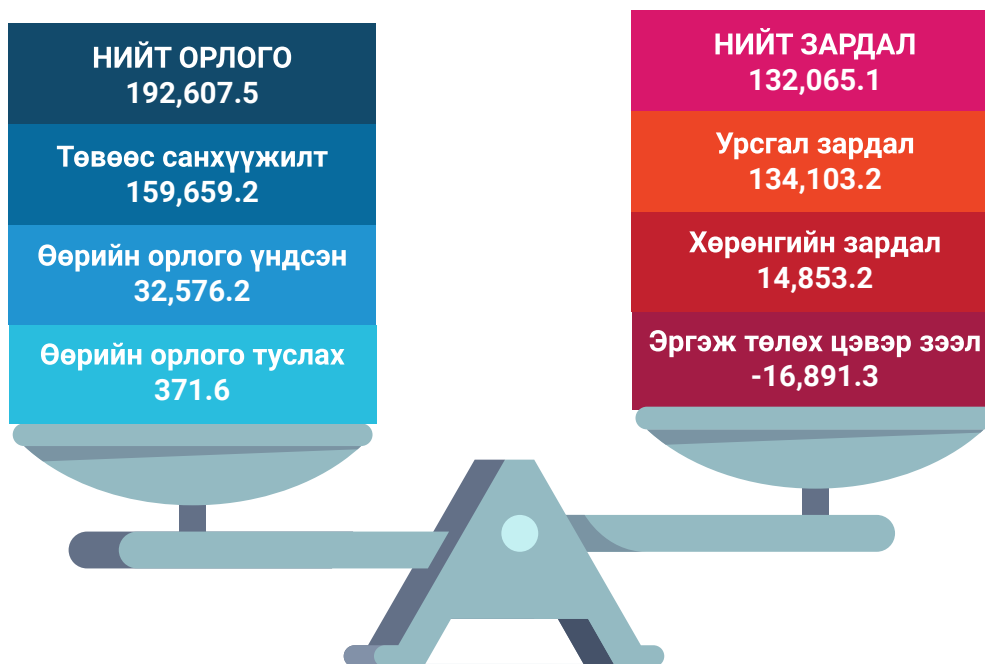 НИЙТ ОРЛОГО
192,607.5
Төвөөс санхүүжилт
159,659.2
Өөрийн орлого үндсэн
32,576.2
Өөрийн орлого туслах
371.6
НИЙТ ЗАРДАЛ
132,065.1
Урсгал зардал
134,103.2
Хөрөнгийн зардал
14,853.2
Эргэж төлөх цэвэр зээл
-16,891.3